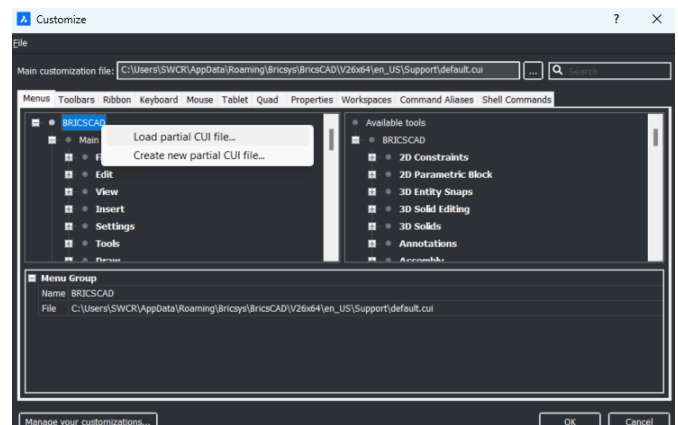 Customize
?
File
Main customization file: C:\Users\SWCR\AppData\Roaming\Bricsys\BricsCAD\V26x64\en_US\Support\default.cui ... Search
Menus Toolbars Ribbon Keyboard Mouse Tablet Quad Properties Workspaces Command Aliases Shell Commands
BRICSCAD
Main
Load partial CUI file...
Create new partial CUI file...
Edit
View
Insert
Settings
Tools
Draw
Available tools
BRICSCAD
2D Constraints
2D Parametric Block
3D Entity Snaps
3D Solid Editing
3D Solids
Annotations
Assembly
Menu Group
Name BRICSCAD
File C:\Users\SWCR\AppData\Roaming\Bricsys\BricsCAD\V26x64\en_US\Support\default.cui
Manage your customizations...
OK Cancel